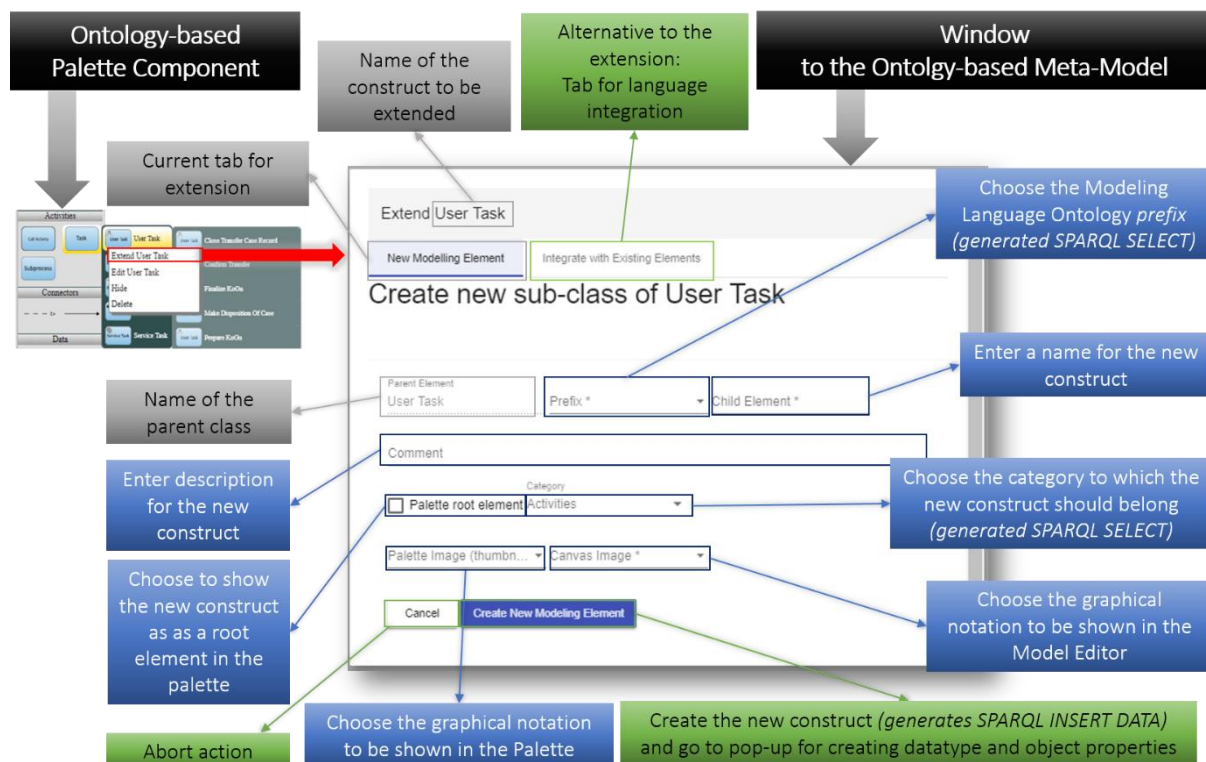 Ontology-based
Palette Component
Name of the
construct to be
extended
Alternative to the
extension:
Tab for language
integration
Window
to the Ontolgy-based Meta-Model
Current tab for
extension
Choose the Modeling
Language Ontology prefix
(generated SPARQL SELECT)
Activities
Call Activity
Task
User Task
User Task
User Task
Close Transfer Case Record
Extend User Task
Confirm Transfer
Subprocess
Edit User Task
Hide
Finalize KoGu
Connectors
Delete
Make Disposition Of Case
Data
Service Task
Service Task
User Task
Prepare KoGu
Extend User Task
New Modelling Element
Integrate with Existing Elements
Create new sub-class of User Task
Enter a name for the new
construct
Name of the
parent class
Parent Element
User Task
Prefix *
Child Element *
Comment
Enter description
for the new
construct
Choose the category to which the
new construct should belong
(generated SPARQL SELECT)
Palette root element
Category
Activities
Palette Image (thumbn...
Canvas Image *
Choose to show
the new construct
as as a root
element in the
palette
Choose the graphical
notation to be shown in the
Model Editor
Cancel
Create New Modeling Element
Abort action
Choose the graphical notation
to be shown in the Palette
Create the new construct (generates SPARQL INSERT DATA)
and go to pop-up for creating datatype and object properties